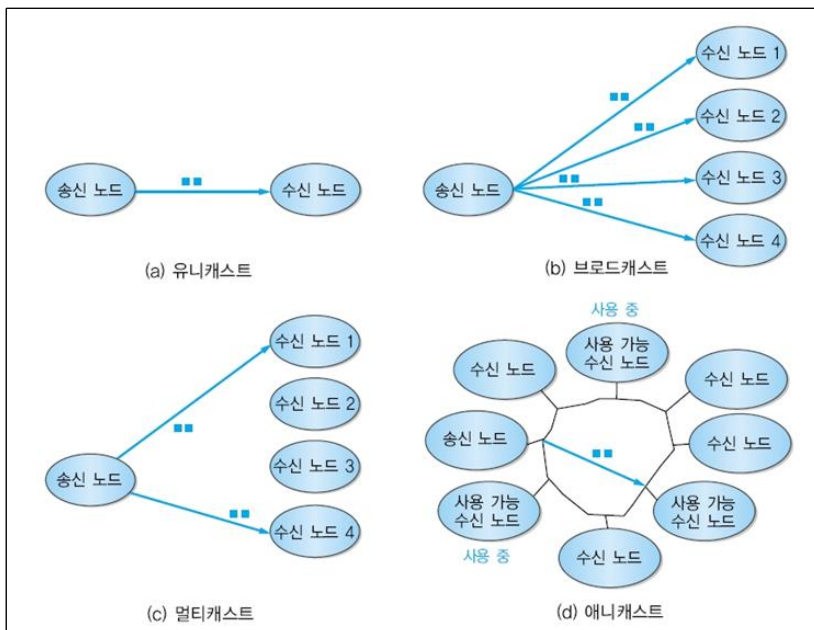 송신 노드
수신 노드
(a) 유니캐스트
송신 노드
수신 노드 1
수신 노드 2
수신 노드 3
수신 노드 4
(b) 브로드캐스트
송신 노드
수신 노드 1
수신 노드 2
수신 노드 3
수신 노드 4
(c) 멀티캐스트
사용 중
사용 가능
수신 노드
수신 노드
수신 노드
송신 노드
수신 노드
사용 가능
수신 노드
사용 가능
수신 노드
사용 중
수신 노드
(d) 애니캐스트